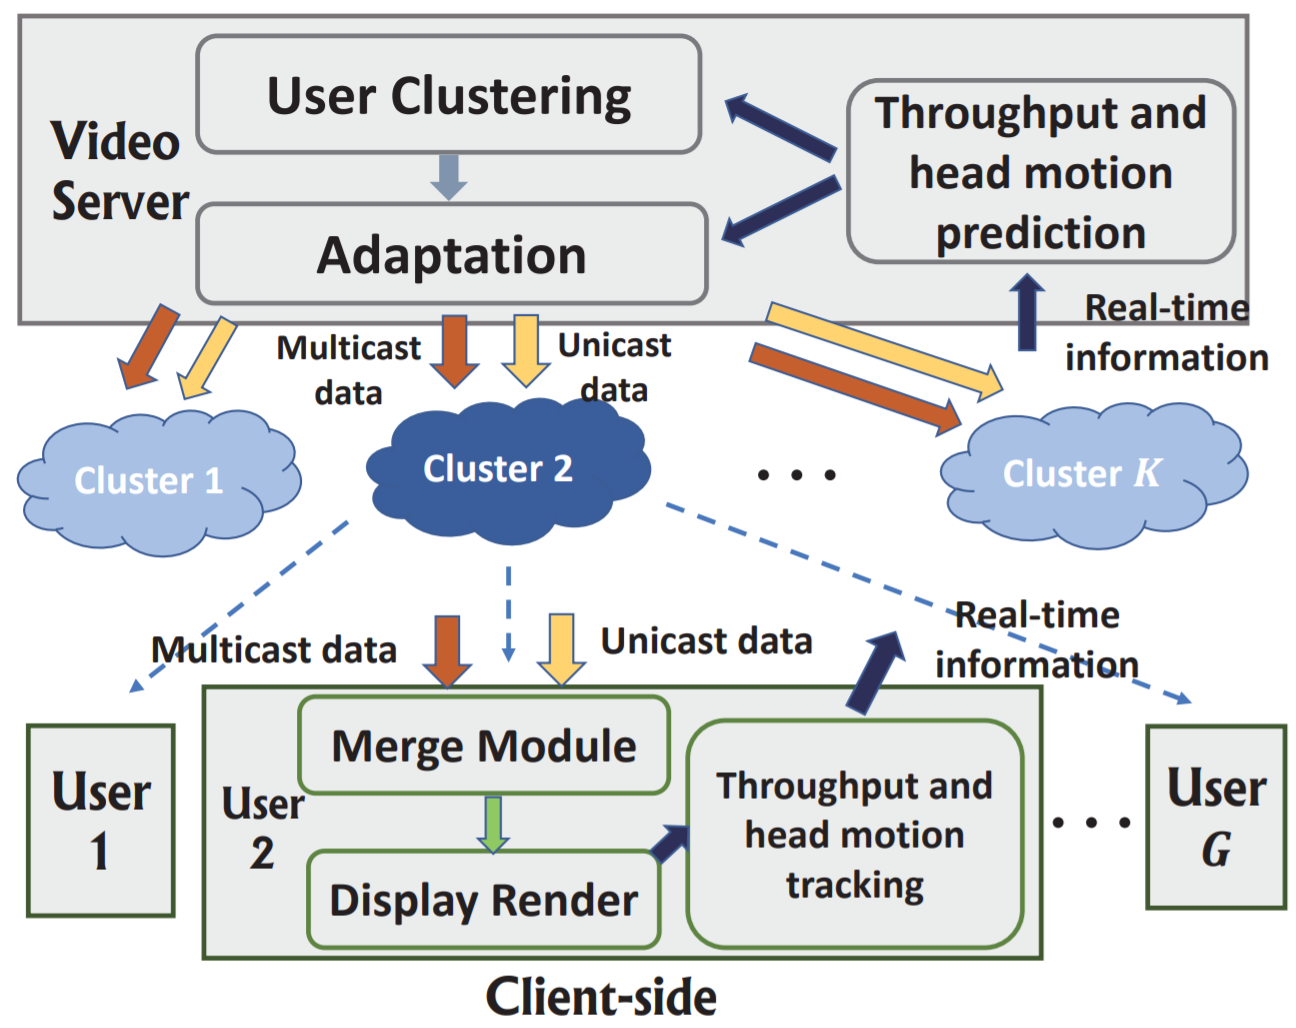 Video
Server
User Clustering
Adaptation
Throughput and
head motion
prediction
Real-time
information
Multicast
data
Unicast
data
Cluster 1
Cluster 2
• • •
Cluster K
Multicast data
Unicast data
Real-time
information
User
1
User
2
Merge Module
Display Render
Throughput and
head motion
tracking
• • •
User
G
Client-side